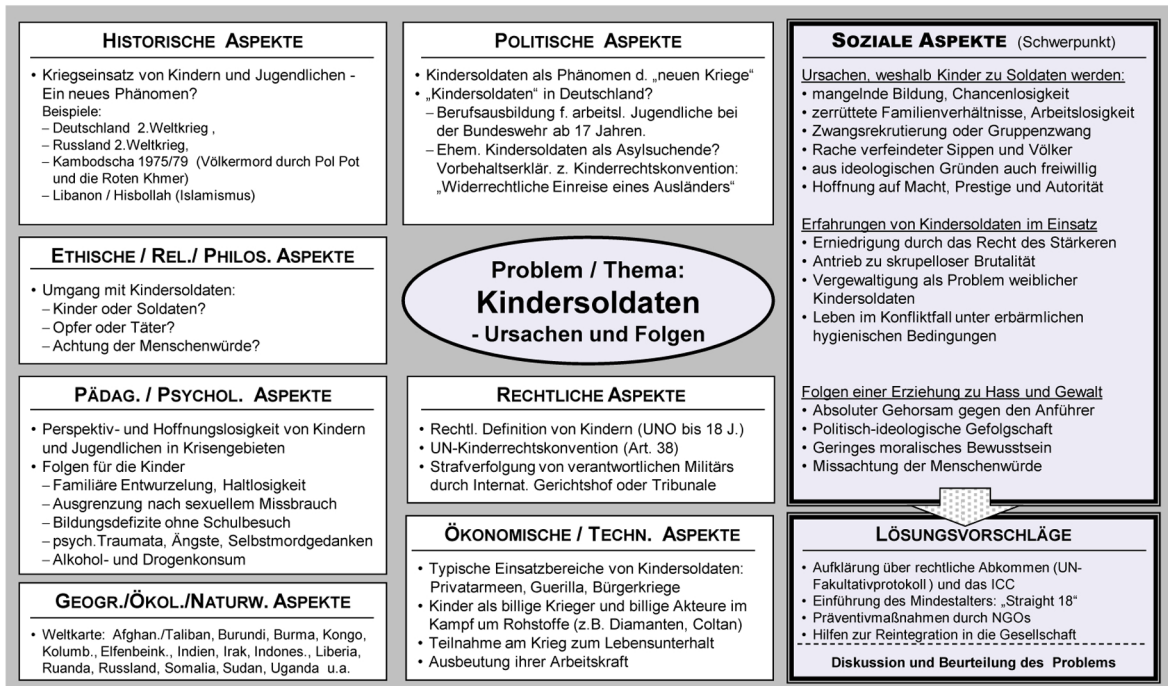 HISTORISCHE ASPEKTE
• Kriegseinsatz von Kindern und Jugendlichen -
Ein neues Phänomen?
Beispiele:
– Deutschland 2.Weltkrieg ,
– Russland 2.Weltkrieg,
– Kambodscha 1975/79 (Völkermord durch Pol Pot
und die Roten Khmer)
– Libanon / Hisbollah (Islamismus)
ETHISCHE / REL./ PHILOS. ASPEKTE
• Umgang mit Kindersoldaten:
– Kinder oder Soldaten?
– Opfer oder Täter?
– Achtung der Menschenwürde?
PÄDAG. / PSYCHOL. ASPEKTE
• Perspektiv- und Hoffnungslosigkeit von Kindern
und Jugendlichen in Krisengebieten
• Folgen für die Kinder
– Familiäre Entwurzelung, Haltlosigkeit
– Ausgrenzung nach sexuellem Missbrauch
– Bildungsdefizite ohne Schulbesuch
– psych.Traumata, Ängste, Selbstmordgedanken
– Alkohol- und Drogenkonsum
GEOGR./ÖKOL./NATURW. ASPEKTE
• Weltkarte: Afghan./Taliban, Burundi, Burma, Kongo,
Kolumb., Elfenbeink., Indien, Irak, Indones., Liberia,
Ruanda, Russland, Somalia, Sudan, Uganda u.a.
POLITISCHE ASPEKTE
• Kindersoldaten als Phänomen d. „neuen Kriege“
• „Kindersoldaten“ in Deutschland?
– Berufsausbildung f. arbeitsl. Jugendliche bei
der Bundeswehr ab 17 Jahren.
– Ehem. Kindersoldaten als Asylsuchende?
Vorbehaltserklär. z. Kinderrechtskonvention:
„Widerrechtliche Einreise eines Ausländers“
Problem / Thema:
Kindersoldaten
- Ursachen und Folgen
RECHTLICHE ASPEKTE
• Rechtl. Definition von Kindern (UNO bis 18 J.)
• UN-Kinderrechtskonvention (Art. 38)
• Strafverfolgung von verantwortlichen Militärs
durch Internat. Gerichtshof oder Tribunale
ÖKONOMISCHE / TECHN. ASPEKTE
• Typische Einsatzbereiche von Kindersoldaten:
Privatarmeen, Guerilla, Bürgerkriege
• Kinder als billige Krieger und billige Akteure im
Kampf um Rohstoffe (z.B. Diamanten, Coltan)
• Teilnahme am Krieg zum Lebensunterhalt
• Ausbeutung ihrer Arbeitskraft
SOZIALE ASPEKTE (Schwerpunkt)
Ursachen, weshalb Kinder zu Soldaten werden:
• mangelnde Bildung, Chancenlosigkeit
• zerrüttete Familienverhältnisse, Arbeitslosigkeit
• Zwangsrekrutierung oder Gruppenzwang
• Rache verfeindeter Sippen und Völker
• aus ideologischen Gründen auch freiwillig
• Hoffnung auf Macht, Prestige und Autorität
Erfahrungen von Kindersoldaten im Einsatz
• Erniedrigung durch das Recht des Stärkeren
• Antrieb zu skrupelloser Brutalität
• Vergewaltigung als Problem weiblicher
Kindersoldaten
• Leben im Konfliktfall unter erbärmlichen
hygienischen Bedingungen
Folgen einer Erziehung zu Hass und Gewalt
• Absoluter Gehorsam gegen den Anführer
• Politisch-ideologische Gefolgschaft
• Geringes moralisches Bewusstsein
• Missachtung der Menschenwürde
LÖSUNGSVORSCHLÄGE
• Aufklärung über rechtliche Abkommen (UN-
Fakultativprotokoll) und das ICC
• Einführung des Mindestalters: „Straight 18“
• Präventivmaßnahmen durch NGOs
• Hilfen zur Reintegration in die Gesellschaft
Diskussion und Beurteilung des Problems